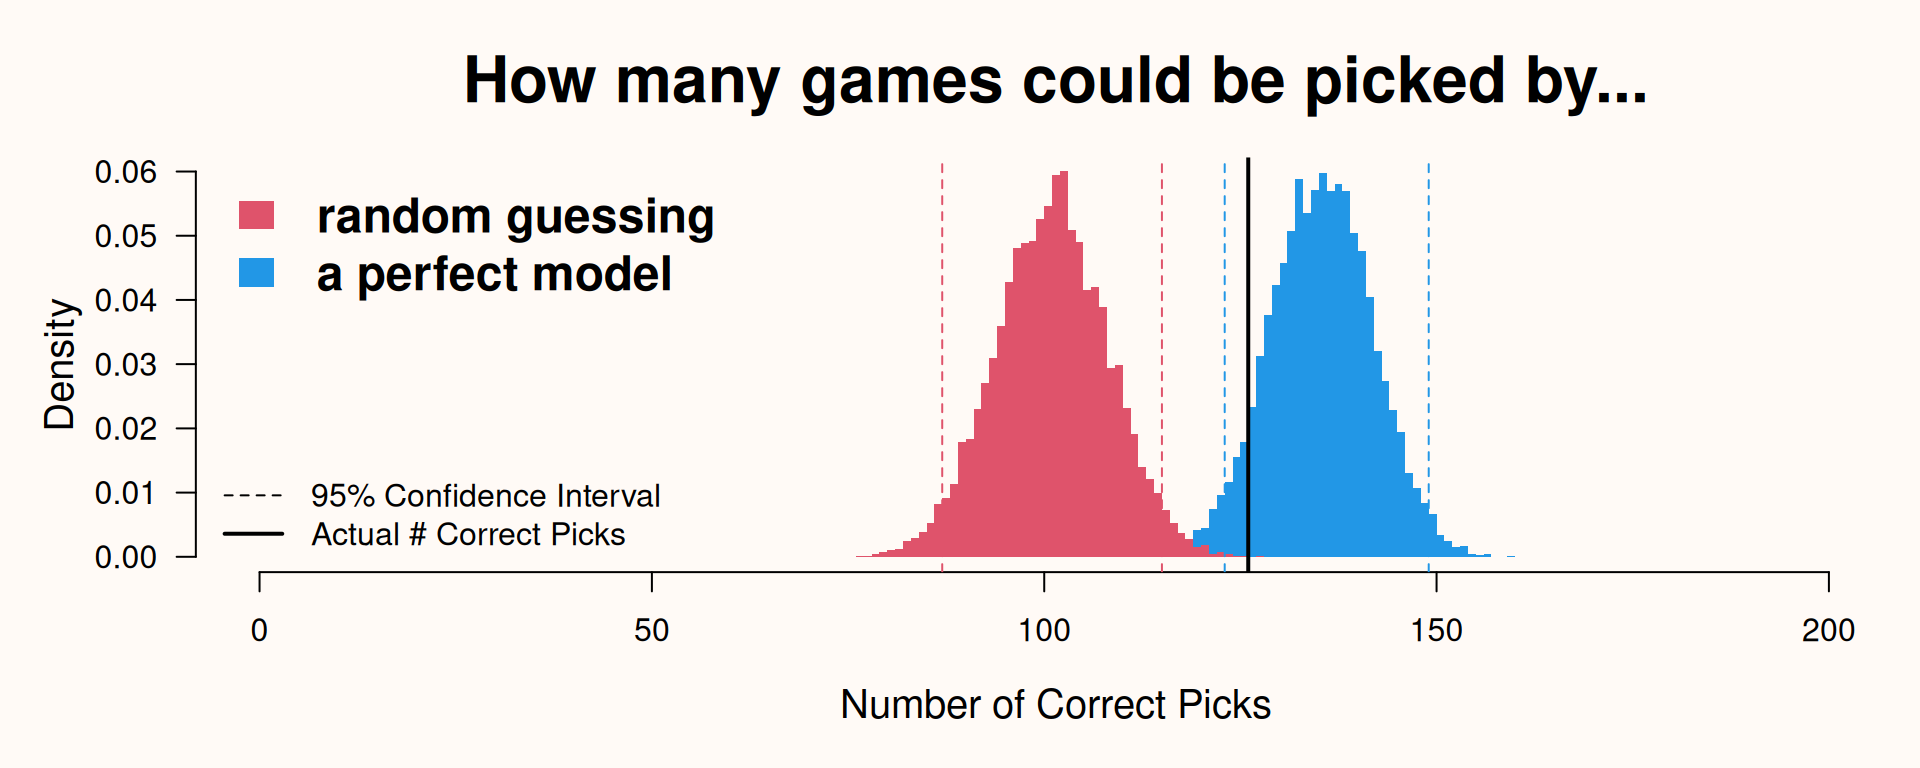 How many games could be picked by...
0.06
0.05
0.04
0.03
0.02
0.01
0.00
Density
random guessing
a perfect model
95% Confidence Interval
Actual # Correct Picks
0 50 100 150 200
Number of Correct Picks